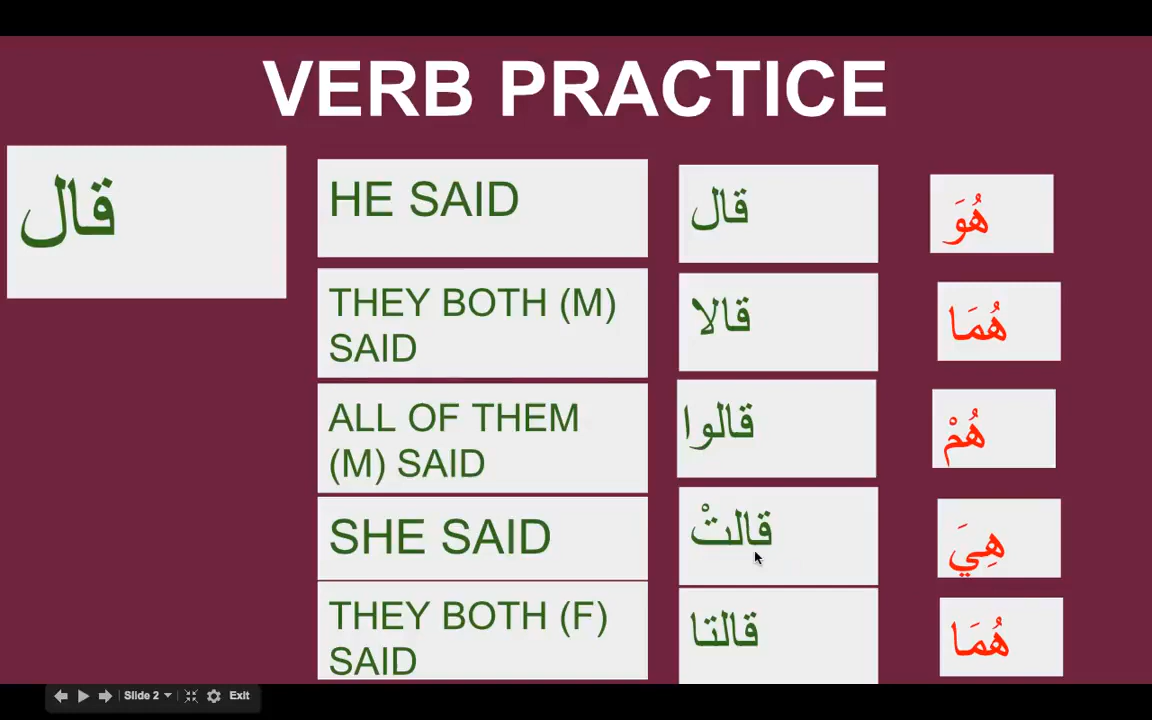 VERB PRACTICE
قال
HE SAID
قال
هُوَ
THEY BOTH (M)
SAID
قالا
هُمَا
ALL OF THEM
(M) SAID
قالوا
هُمْ
SHE SAID
قالتْ
هِيَ
THEY BOTH (F)
SAID
قالتا
هُمَا
Slide 2
Exit